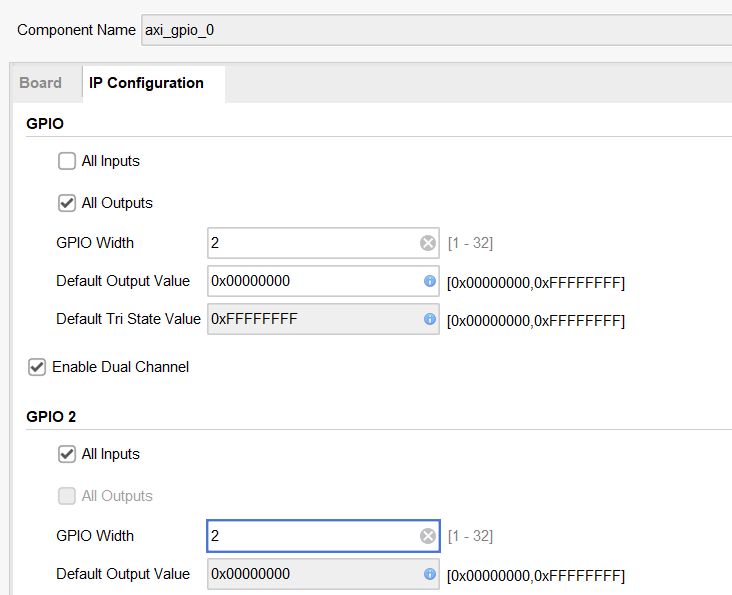 Component Name axi_gpio_0
Board IP Configuration
GPIO
All Inputs
All Outputs
GPIO Width 2 [1 - 32]
Default Output Value 0x00000000 [0x00000000,0xFFFFFFFF]
Default Tri State Value 0xFFFFFFFF [0x00000000,0xFFFFFFFF]
Enable Dual Channel
GPIO 2
All Inputs
All Outputs
GPIO Width 2 [1 - 32]
Default Output Value 0x00000000 [0x00000000,0xFFFFFFFF]